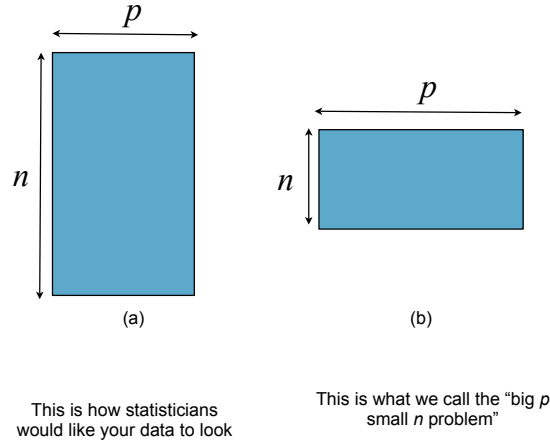 p
n
(a)
This is how statisticians
would like your data to look
p
n
(b)
This is what we call the “big p
small n problem”